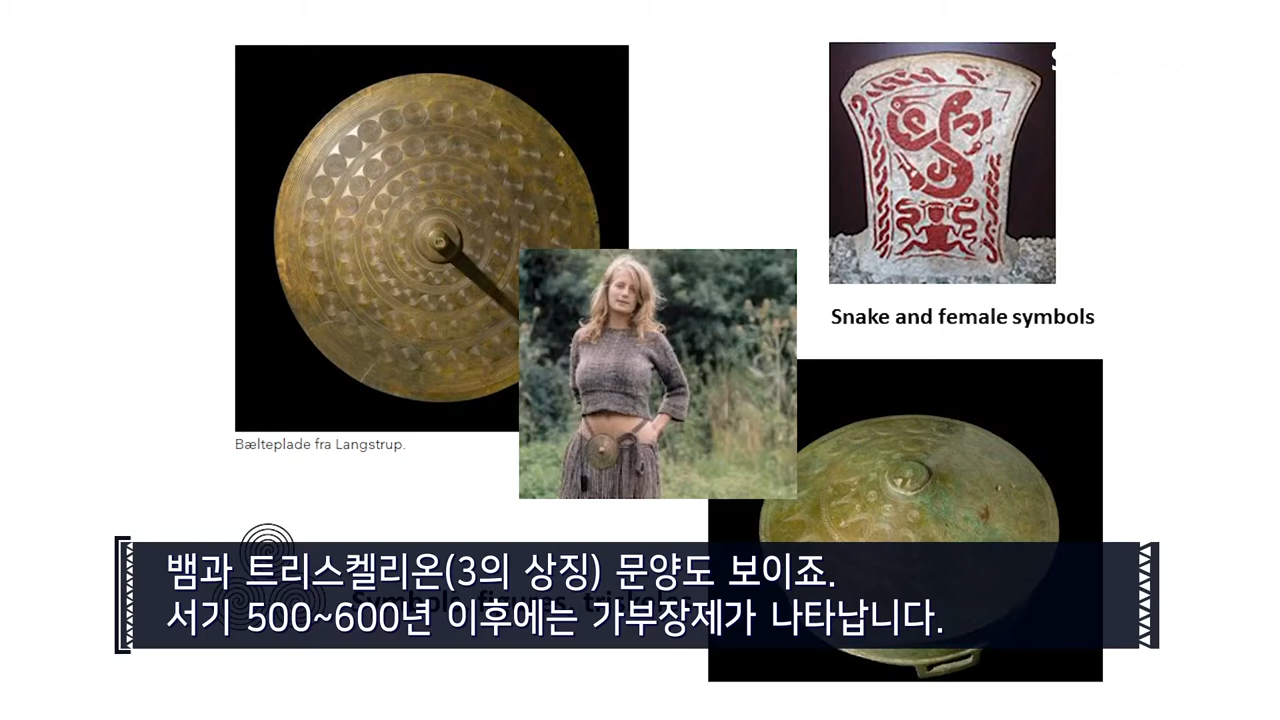 Snake and female symbols
Bælteplade fra Langstrup.
뱀과 트리스켈리온(3의 상징) 문양도 보이죠.
서기 500~600년 이후에는 가부장제가 나타납니다.